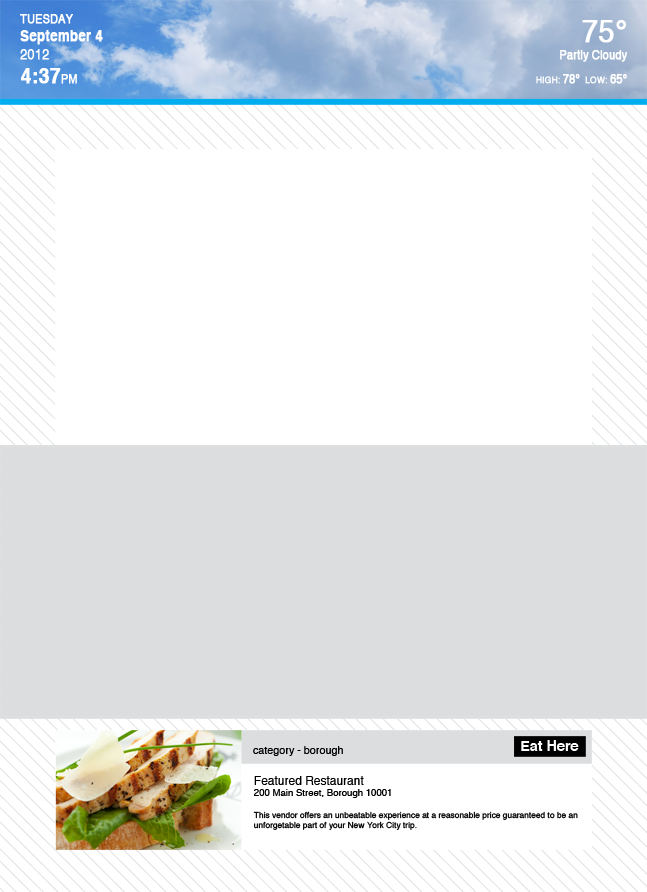 TUESDAY
September 4
2012
4:37PM
75°
Partly Cloudy
HIGH: 78° LOW: 65°
category - borough
Eat Here
Featured Restaurant
200 Main Street, Borough 10001
This vendor offers an unbeatable experience at a reasonable price guaranteed to be an
unforgetable part of your New York City trip.